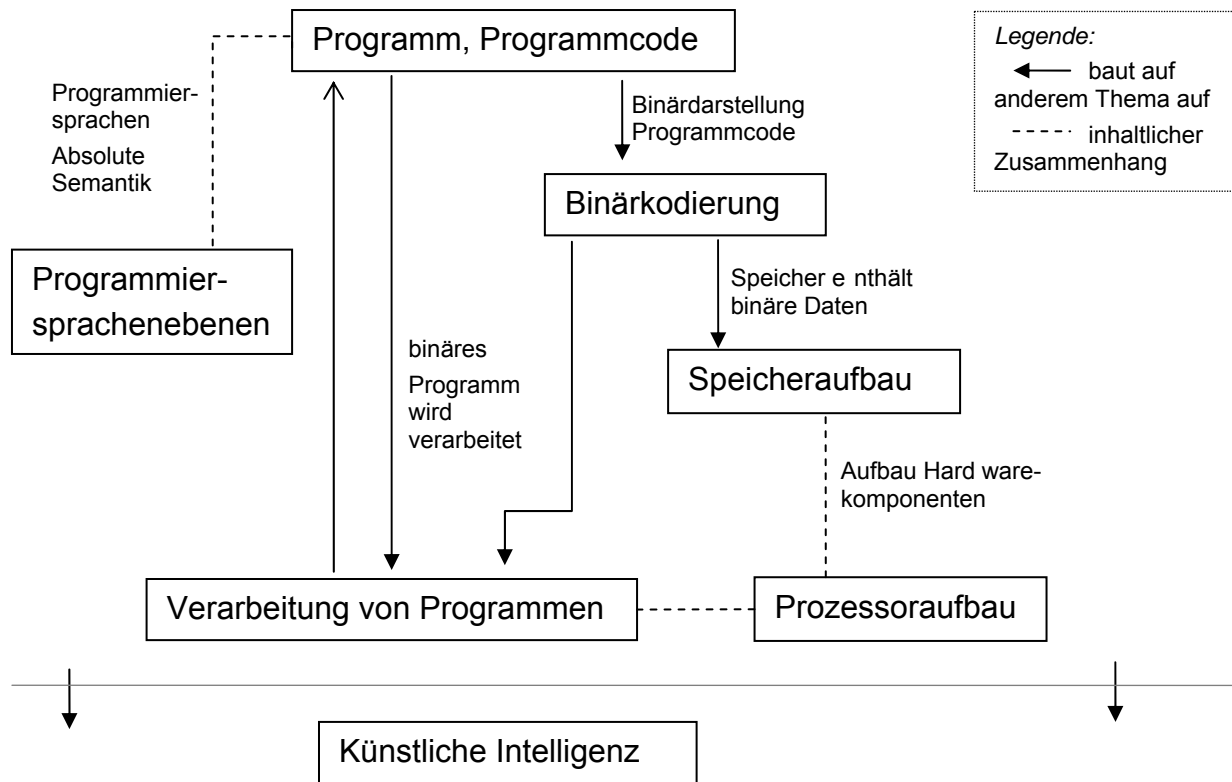 Programm, Programmcode
Legende:
baut auf
anderem Thema auf
inhaltlicher
Zusammenhang
Programmier-
sprachen
Absolute
Semantik
Binärdarstellung
Programmcode
Binärkodierung
Programmier-
sprachenebenen
Speicher e nthält
binäre Daten
binäres
Programm
wird
verarbeitet
Speicheraufbau
Aufbau Hard ware-
komponenten
Verarbeitung von Programmen
Prozessoraufbau
Künstliche Intelligenz